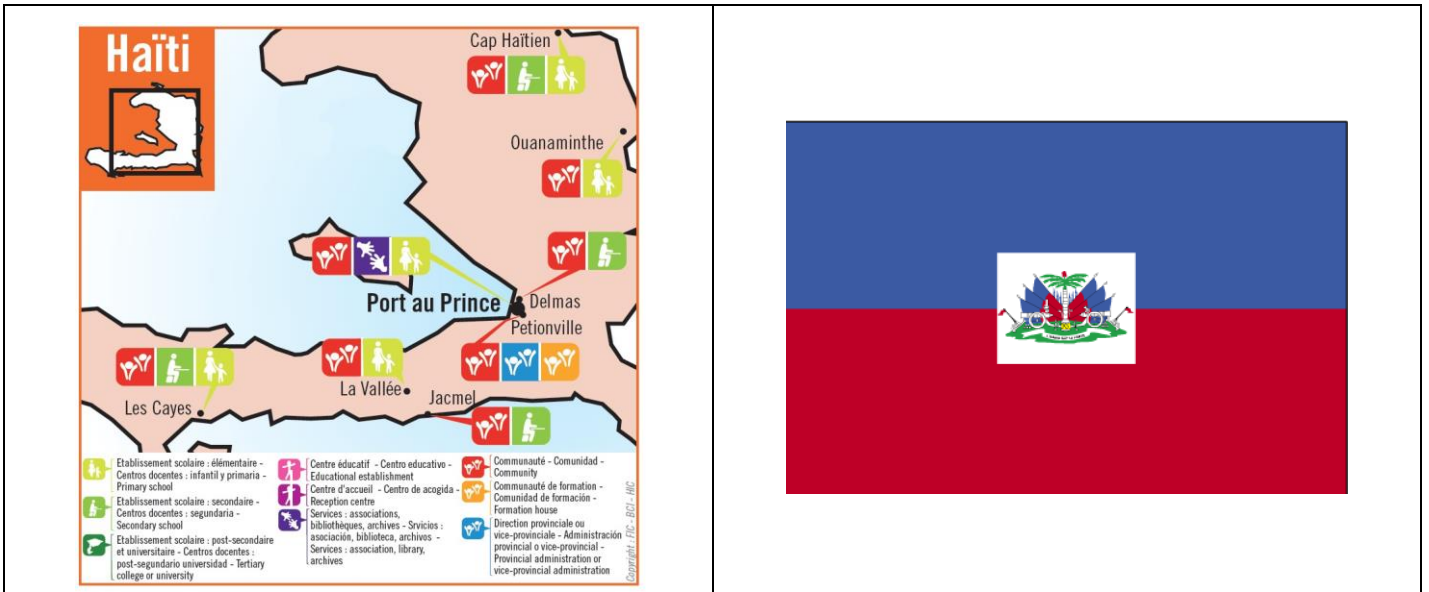 Haïti
Cap Haïtien
Ouanaminthe
Port au Prince
Delmas
Petionville
La Vallée
Jacmel
Les Cayes
Etablissement scolaire : élémentaire -
Centros docentes : infantil y primaria -
Primary school
Etablissement scolaire : secondaire -
Centros docentes : segundaria -
Secondary school
Etablissement scolaire : post-secondaire
et universitaire - Centros docentes :
post-segundario universidad - Tertiary
college or university
Centre éducatif - Centro educativo -
Educational establishment
Centre d'accueil - Centro de acogida -
Reception centre
Services : associations,
bibliothèques, archives - Srvicios :
asociación, biblioteca, archivos -
Services : association, library,
archives
Communauté - Comunidad -
Community
Communauté de formation -
Comunidad de formación -
Formation house
Direction provinciale ou
vice-provinciale - Administración
provincial o vice-provincial -
Provincial administration or
vice-provincial administration
Copyright : FIC - BCI - HIC